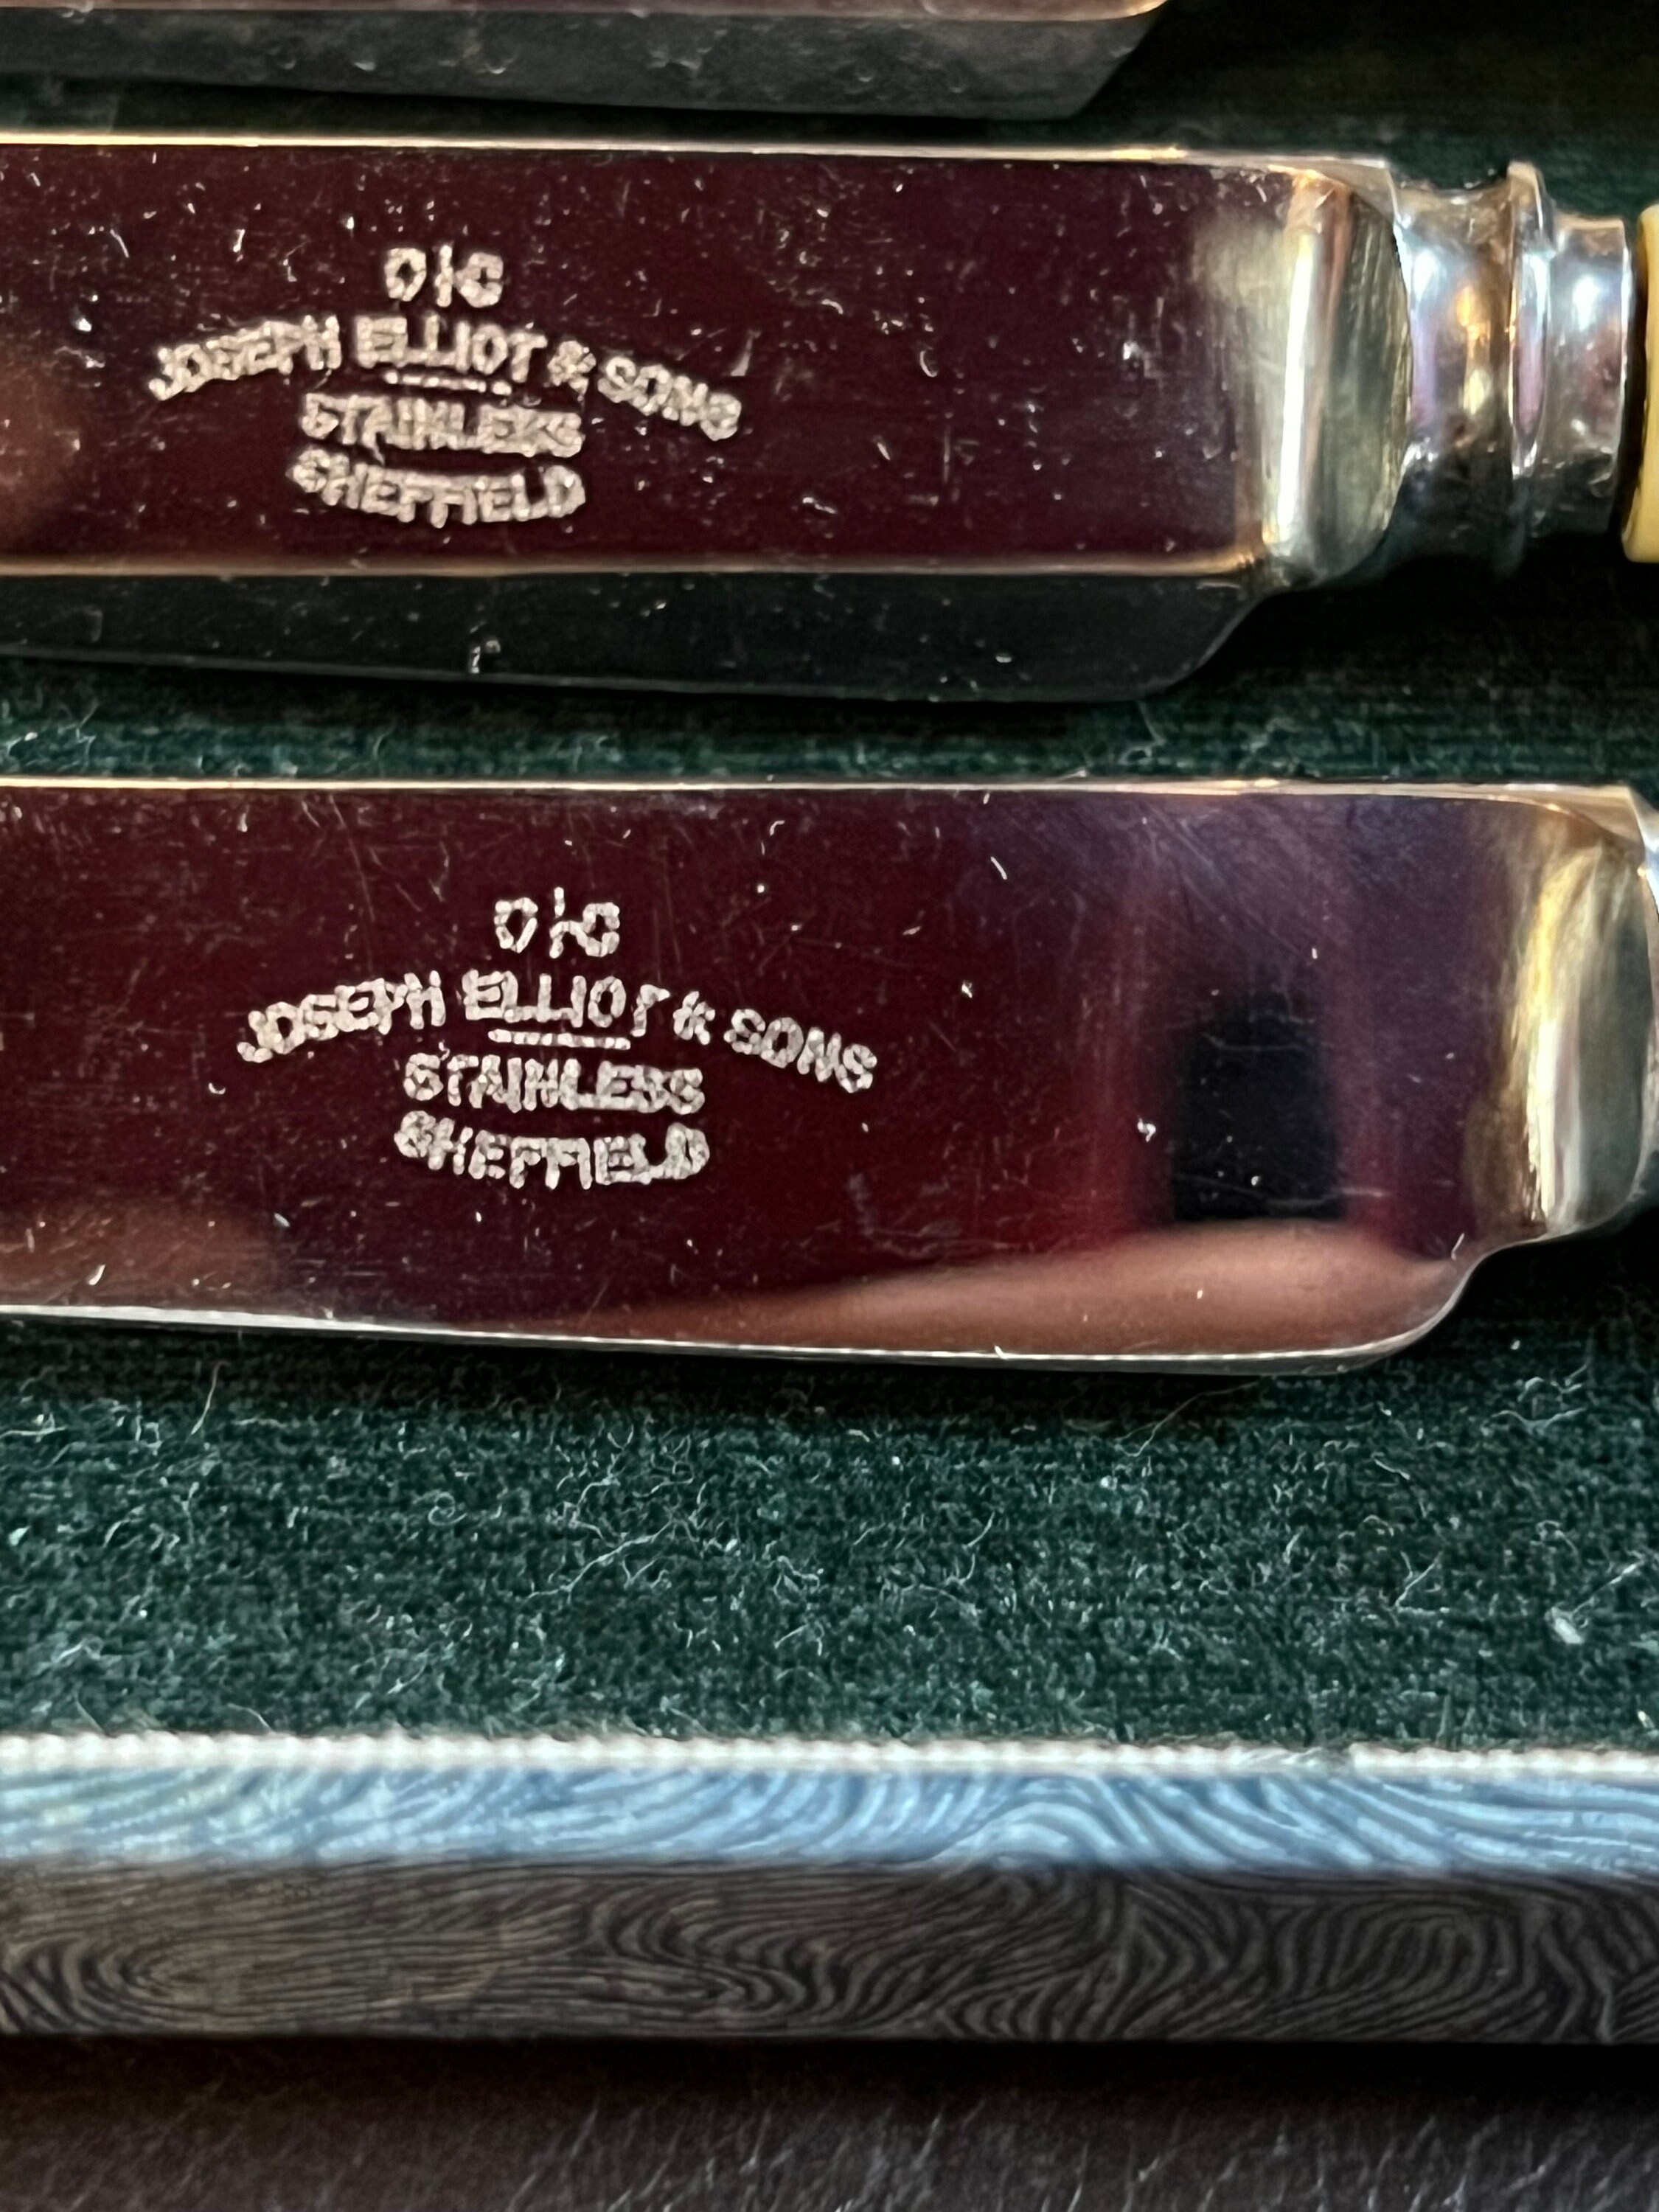 JOSEPH ELLIOT & SONS
STAINLESS
SHEFFIELD
JOSEPH ELLIOT & SONS
STAINLESS
SHEFFIELD